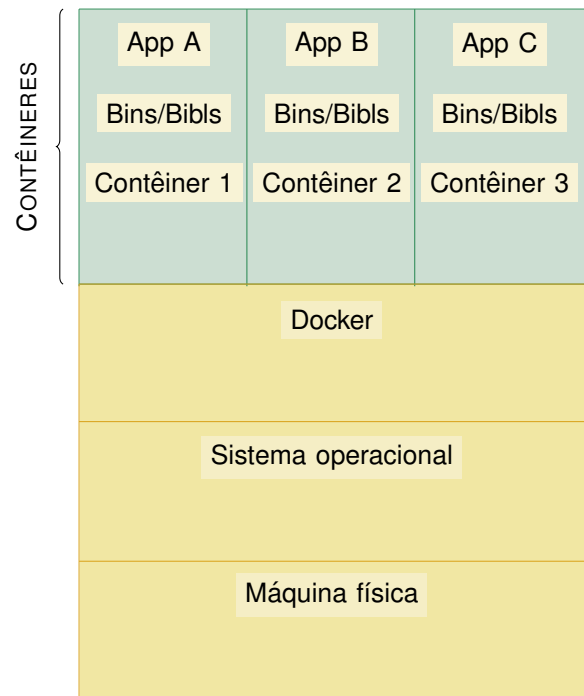 CONTÊINERES
App A
App B
App C
Bins/Bibls
Bins/Bibls
Bins/Bibls
Contêiner 1
Contêiner 2
Contêiner 3
Docker
Sistema operacional
Máquina física